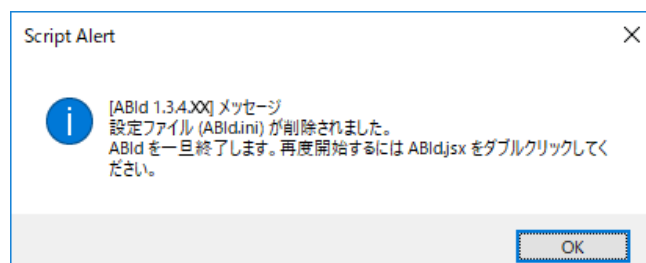 Script Alert
[ABId 1.3.4.XX] メッセージ
設定ファイル (ABId.ini) が削除されました。
ABId を一旦終了します。再度開始するには ABId.jsx をダブルクリックしてく
ださい。
OK